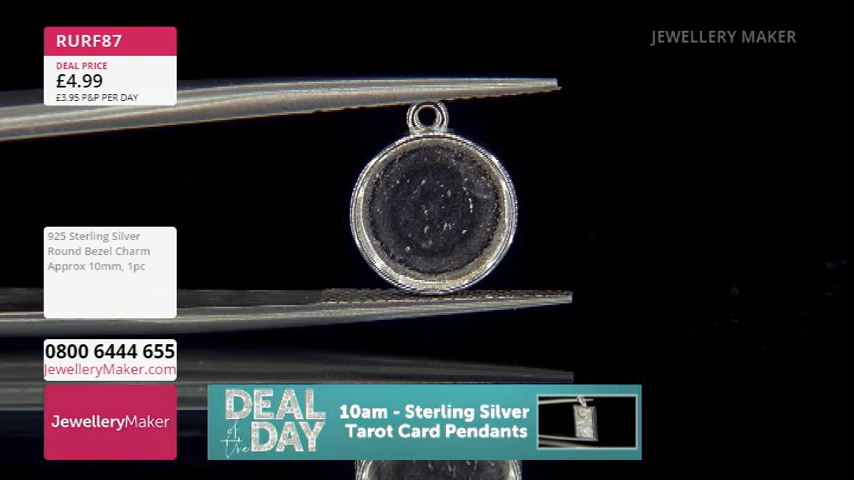 RURF87
DEAL PRICE
£4.99
£3.95 P&P PER DAY
JEWELLERY MAKER
925 Sterling Silver
Round Bezel Charm
Approx 10mm, 1pc
0800 6444 655
JewelleryMaker.com
JewelleryMaker
DEAL
of the
DAY
10am - Sterling Silver
Tarot Card Pendants